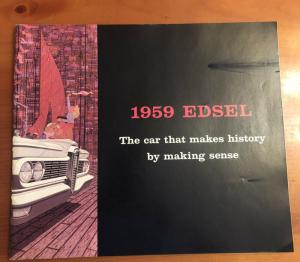 1959 EDSEL
The car that makes history
by making sense